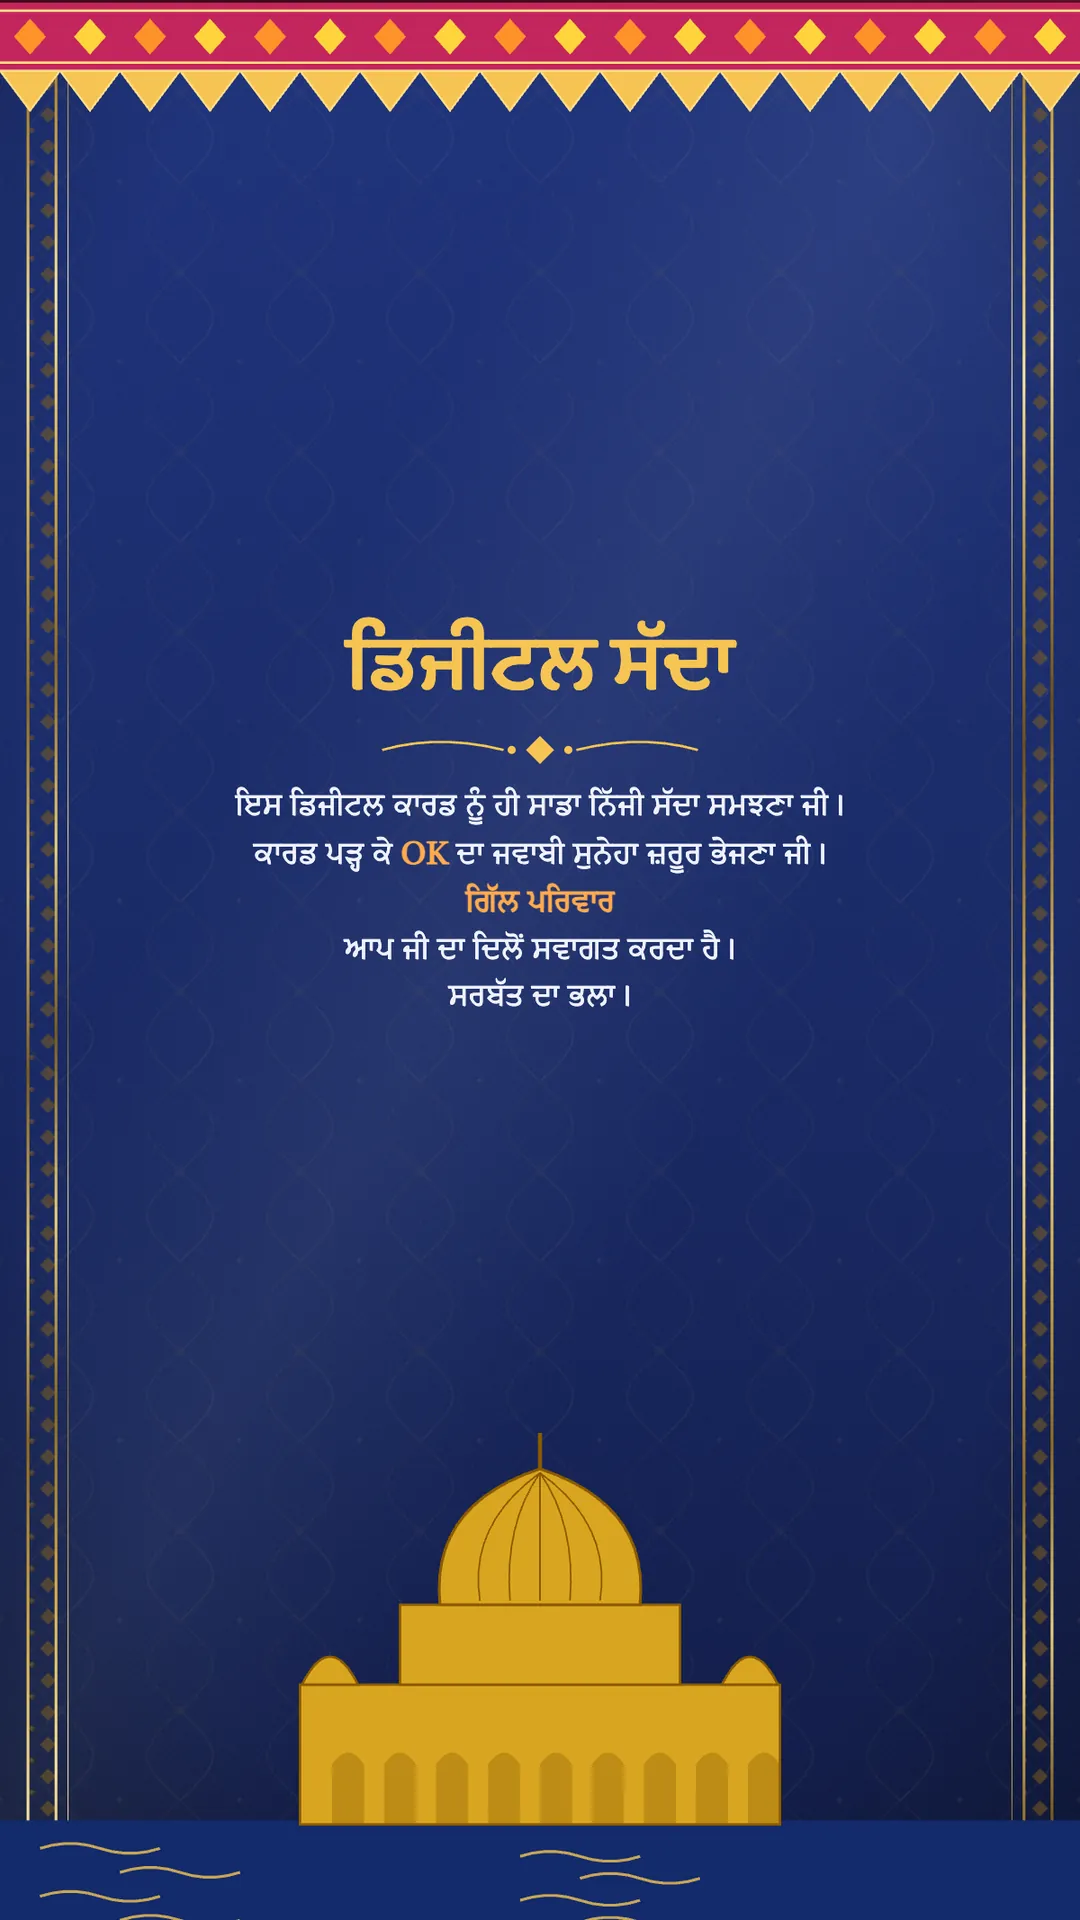 ਡਿਜੀਟਲ ਸੱਦਾ
ਇਸ ਡਿਜੀਟਲ ਕਾਰਡ ਨੂੰ ਹੀ ਸਾਡਾ ਨਿੱਜੀ ਸੱਦਾ ਸਮਝਣਾ ਜੀ।
ਕਾਰਡ ਪੜ੍ਹ ਕੇ OK ਦਾ ਜਵਾਬੀ ਸੁਨੇਹਾ ਜ਼ਰੂਰ ਭੇਜਣਾ ਜੀ।
ਗਿੱਲ ਪਰਿਵਾਰ
ਆਪ ਜੀ ਦਾ ਦਿਲੋਂ ਸਵਾਗਤ ਕਰਦਾ ਹੈ।
ਸਰਬੱਤ ਦਾ ਭਲਾ।